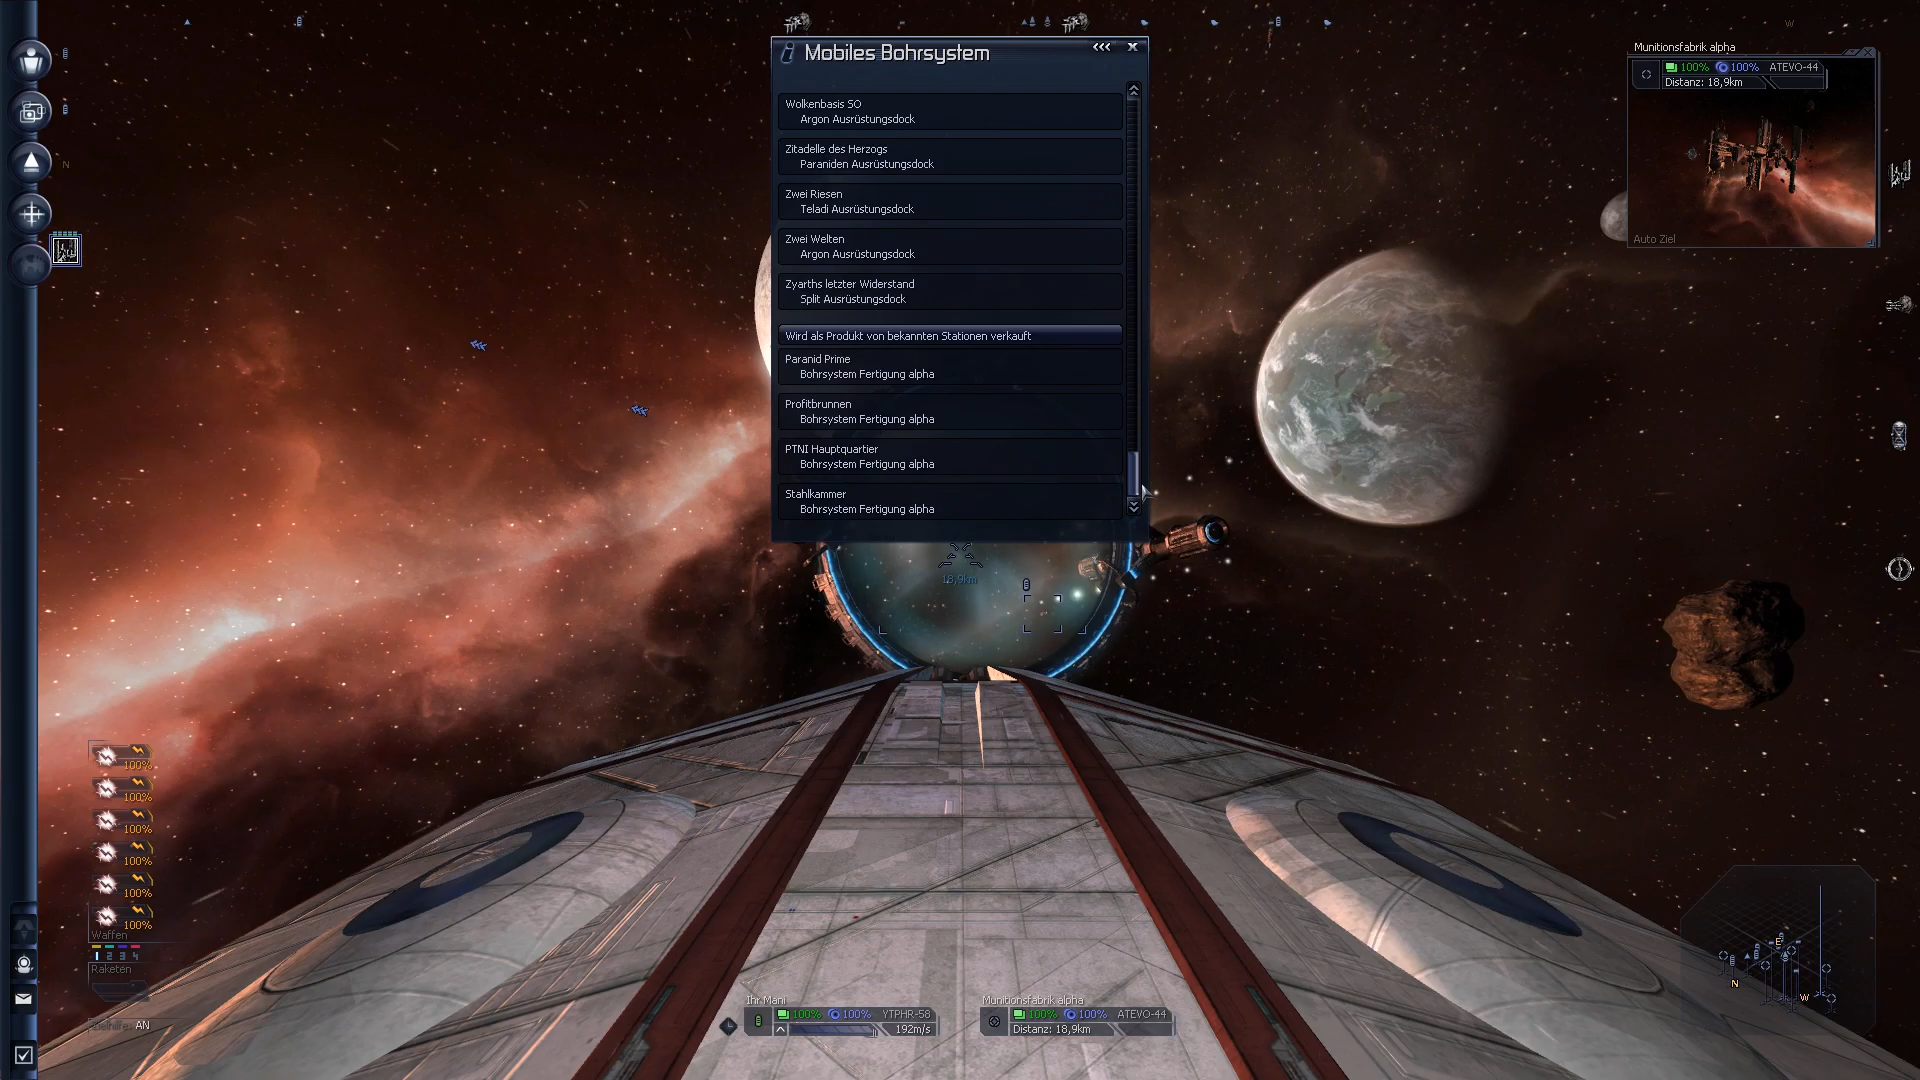 Mobiles Bohrsystem
Wolkenbasis SO
Argon Ausrüstungsdock
Zitadelle des Herzogs
Paraniden Ausrüstungsdock
Zwei Riesen
Teladi Ausrüstungsdock
Zwei Welten
Argon Ausrüstungsdock
Zyarths letzter Widerstand
Split Ausrüstungsdock
Wird als Produkt von bekannten Stationen verkauft
Paranid Prime
Bohrsystem Fertigung alpha
Profitbrunnen
Bohrsystem Fertigung alpha
PTNI Hauptquartier
Bohrsystem Fertigung alpha
Stahlkammer
Bohrsystem Fertigung alpha
Munitionsfabrik alpha
100% 100% ATEVO-44
Distanz: 18,9km
Auto Ziel
N
W
18,9km
100%
100%
100%
100%
100%
100%
Waffen
1 2 3 4
Raketen
Zielhilfe: AN
Ihr Mani
100% 100% YTPHR-58
192m/s
Munitionsfabrik alpha
100% 100% ATEVO-44
Distanz: 18,9km
E
N
W